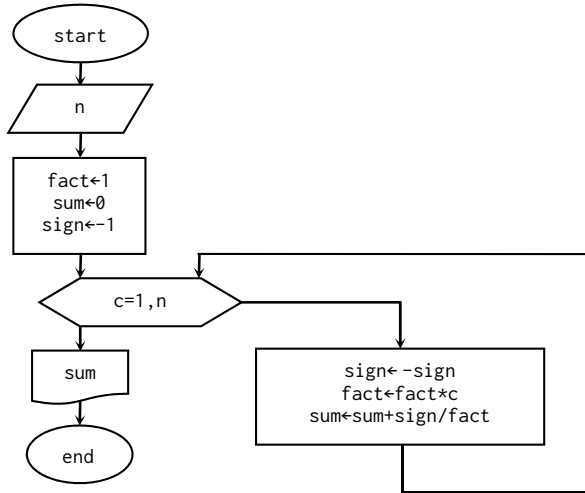 start
n
fact←1
sum←0
sign←-1
c=1,n
sum
end
sign← -sign
fact←fact*c
sum←sum+sign/fact